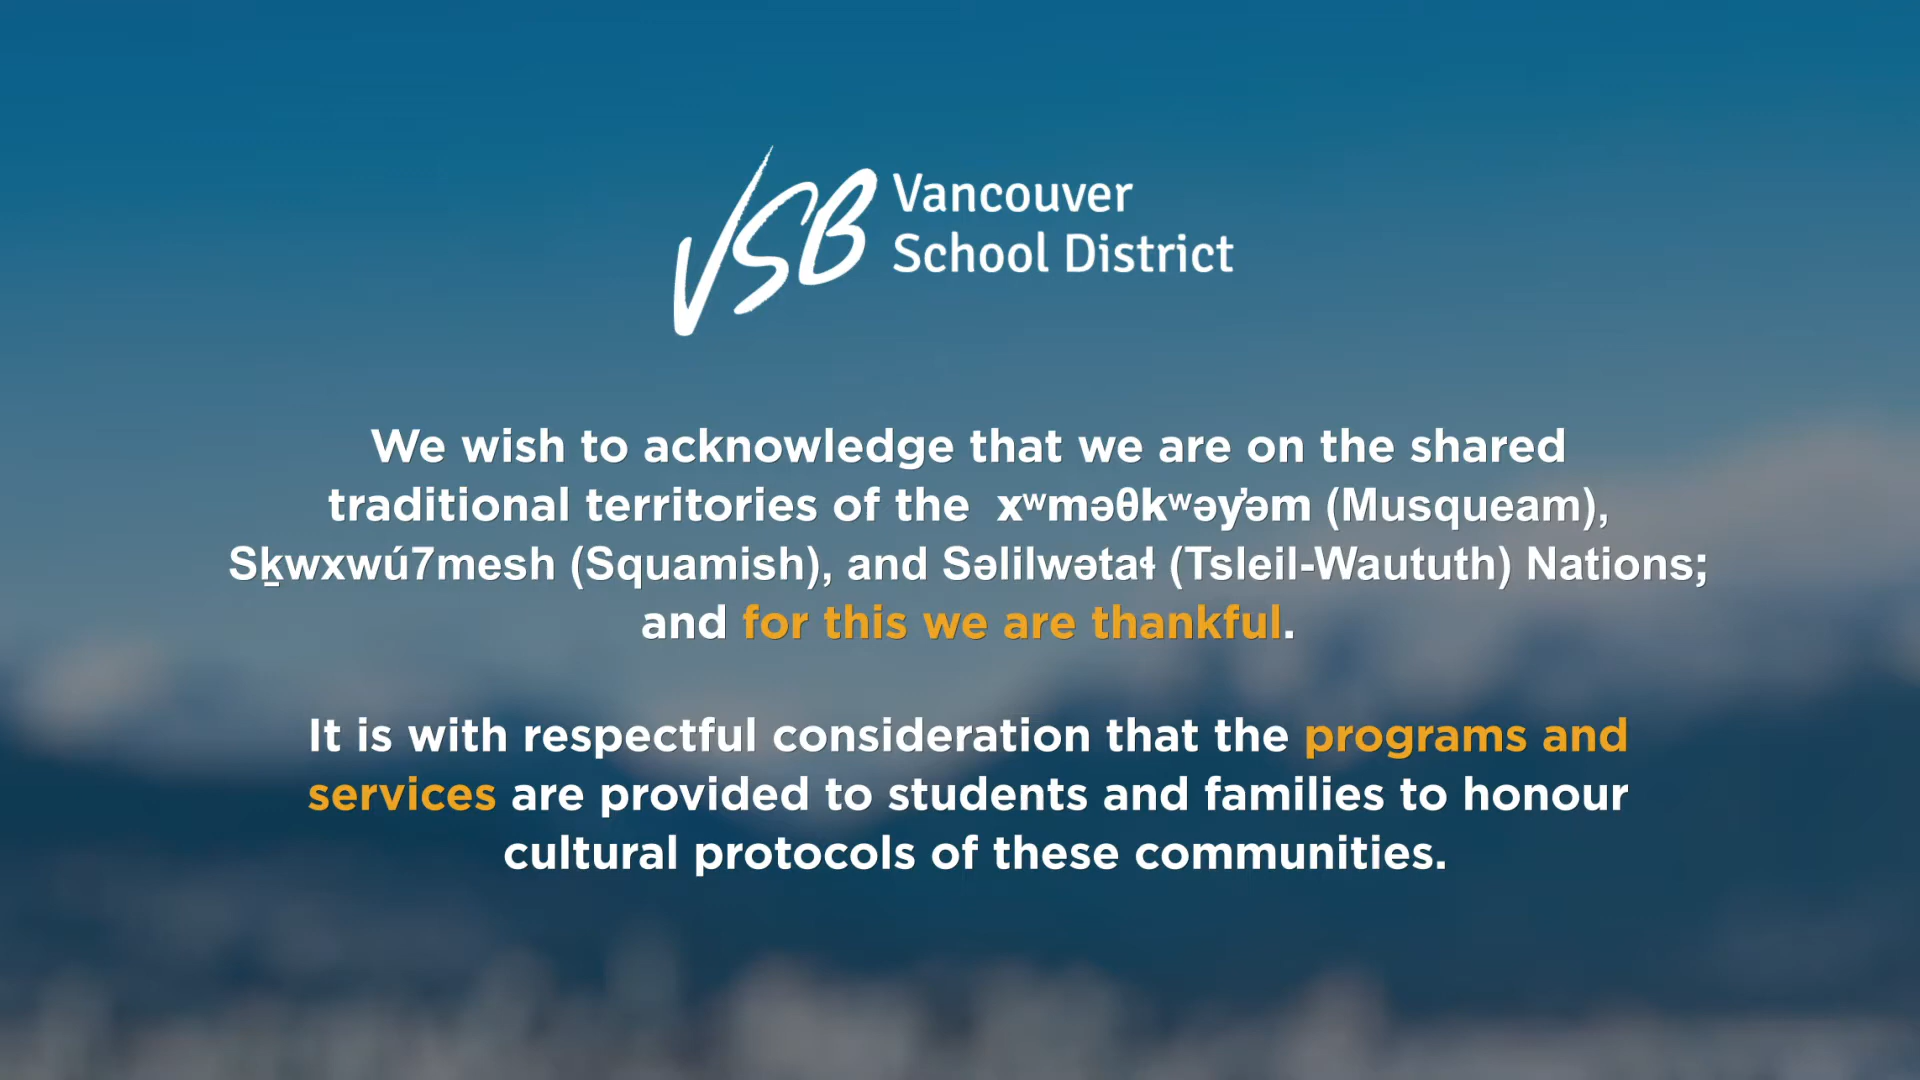 VSB Vancouver
School District
We wish to acknowledge that we are on the shared
traditional territories of the xʷməθkʷəy̓əm (Musqueam),
Sḵwxwú7mesh (Squamish), and Səlilwətaɬ (Tsleil-Waututh) Nations;
and for this we are thankful.
It is with respectful consideration that the programs and
services are provided to students and families to honour
cultural protocols of these communities.